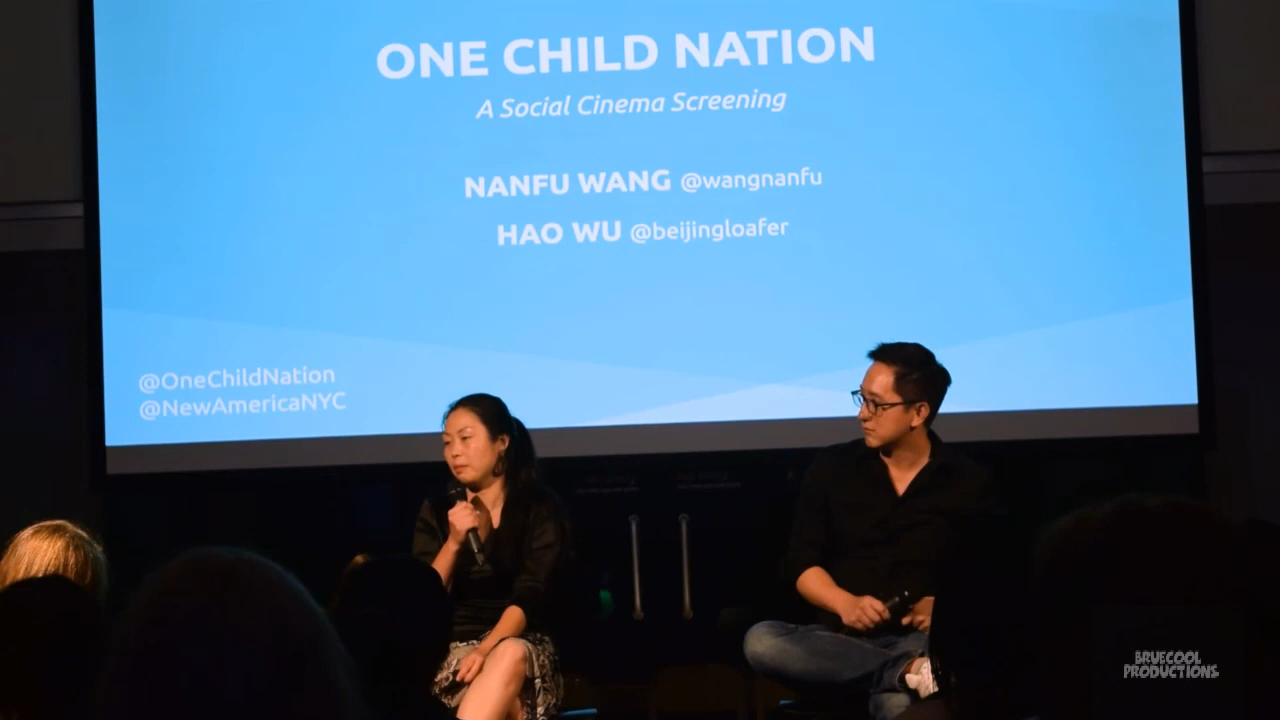 ONE CHILD NATION
A Social Cinema Screening
NANFU WANG @wangnanfu
HAO WU @beijingloafer
@OneChildNation
@NewAmericaNYC
BRUECOOL
PRODUCTIONS